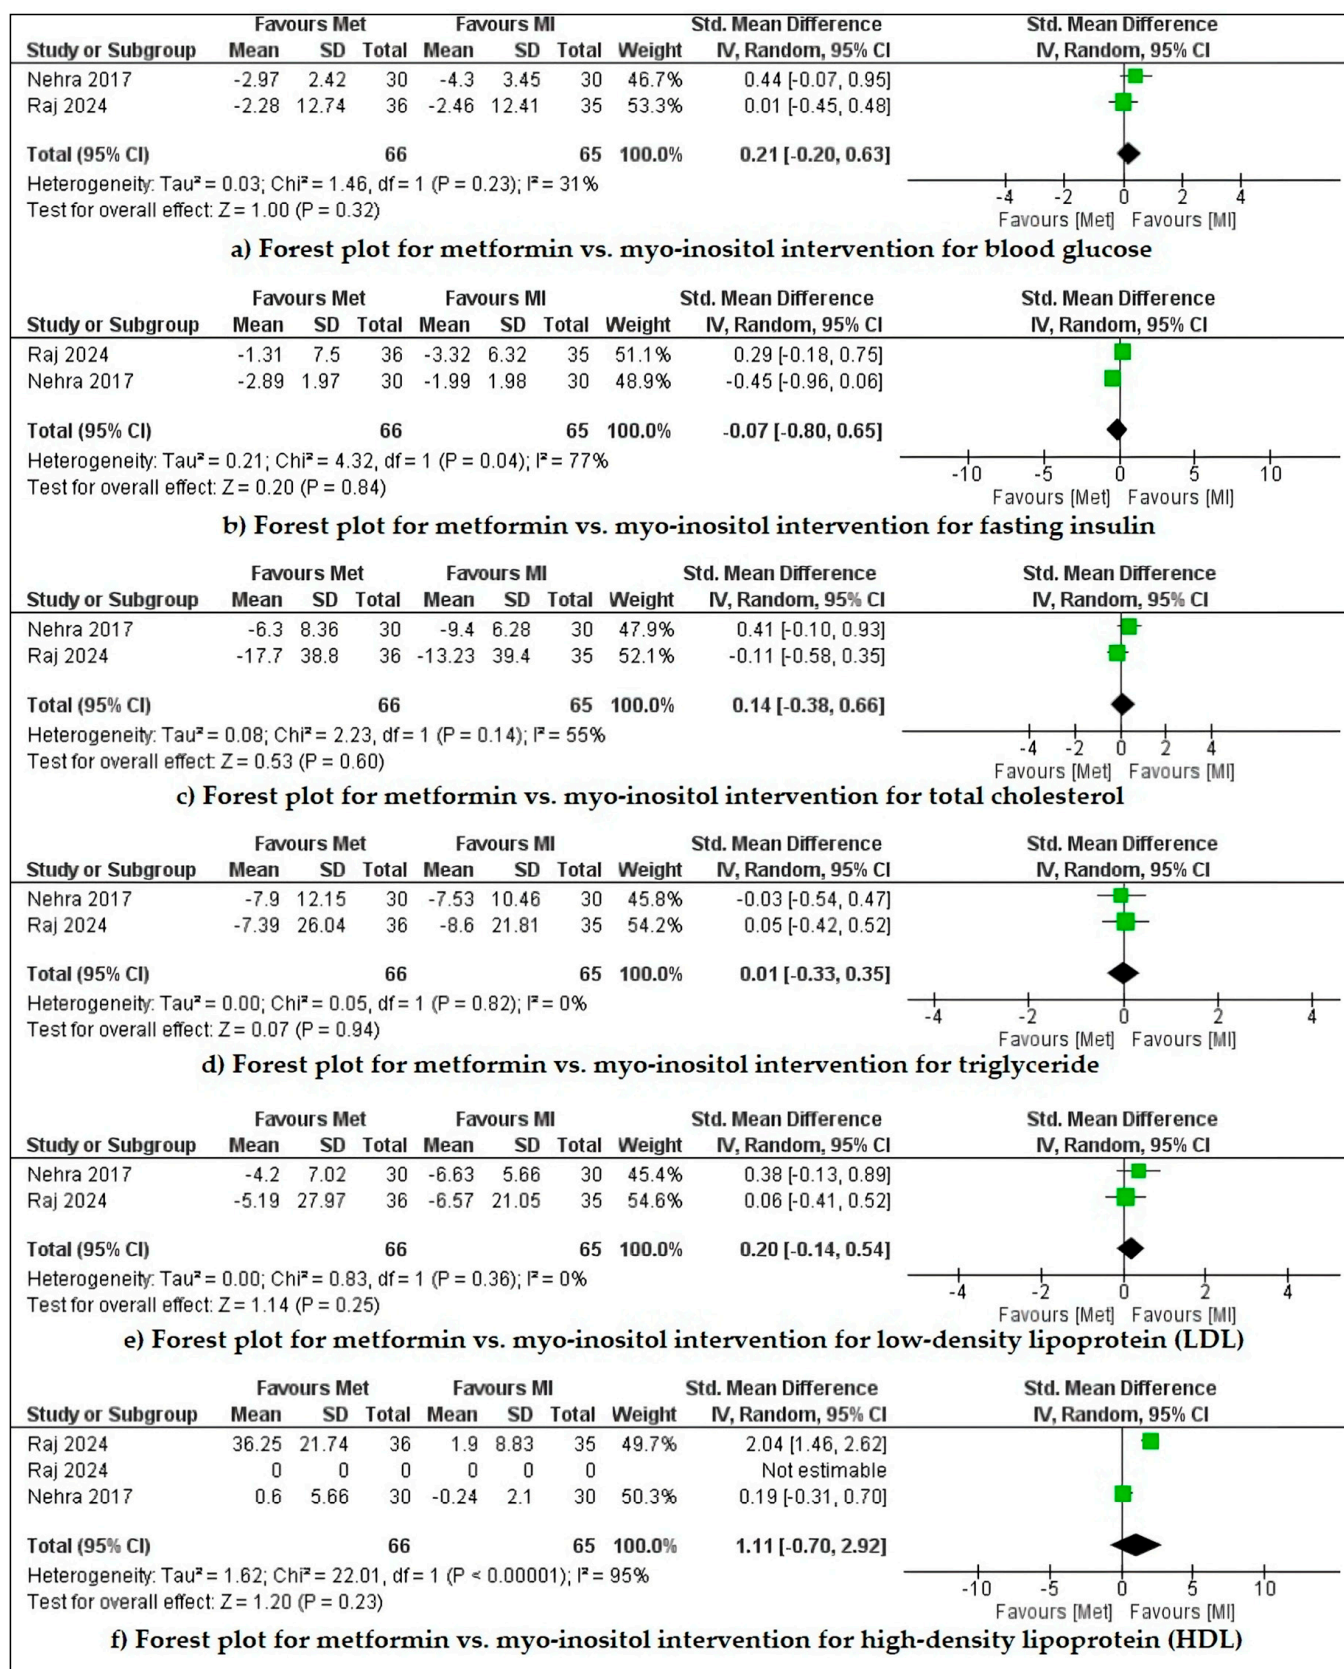 Favours Met Favours MI Std. Mean Difference Std. Mean Difference
Study or Subgroup Mean SD Total Mean SD Total Weight IV, Random, 95% CI IV, Random, 95% CI
Nehra 2017 -2.97 2.42 30 -4.3 3.45 30 46.7% 0.44 [-0.07, 0.95]
Raj 2024 -2.28 12.74 36 -2.46 12.41 35 53.3% 0.01 [-0.45, 0.48]
Total (95% CI) 66 65 100.0% 0.21 [-0.20, 0.63]
Heterogeneity: Tau² = 0.03; Chi² = 1.46, df = 1 (P = 0.23); I² = 31%
Test for overall effect: Z = 1.00 (P = 0.32)
-4 -2 0 2 4
Favours [Met] Favours [MI]
a) Forest plot for metformin vs. myo-inositol intervention for blood glucose
Favours Met Favours MI Std. Mean Difference Std. Mean Difference
Study or Subgroup Mean SD Total Mean SD Total Weight IV, Random, 95% CI IV, Random, 95% CI
Raj 2024 -1.31 7.5 36 -3.32 6.32 35 51.1% 0.29 [-0.18, 0.75]
Nehra 2017 -2.89 1.97 30 -1.99 1.98 30 48.9% -0.45 [-0.96, 0.06]
Total (95% CI) 66 65 100.0% -0.07 [-0.80, 0.65]
Heterogeneity: Tau² = 0.21; Chi² = 4.32, df = 1 (P = 0.04); I² = 77%
Test for overall effect: Z = 0.20 (P = 0.84)
-10 -5 0 5 10
Favours [Met] Favours [MI]
b) Forest plot for metformin vs. myo-inositol intervention for fasting insulin
Favours Met Favours MI Std. Mean Difference Std. Mean Difference
Study or Subgroup Mean SD Total Mean SD Total Weight IV, Random, 95% CI IV, Random, 95% CI
Nehra 2017 -6.3 8.36 30 -9.4 6.28 30 47.9% 0.41 [-0.10, 0.93]
Raj 2024 -17.7 38.8 36 -13.23 39.4 35 52.1% -0.11 [-0.58, 0.35]
Total (95% CI) 66 65 100.0% 0.14 [-0.38, 0.66]
Heterogeneity: Tau² = 0.08; Chi² = 2.23, df = 1 (P = 0.14); I² = 55%
Test for overall effect: Z = 0.53 (P = 0.60)
-4 -2 0 2 4
Favours [Met] Favours [MI]
c) Forest plot for metformin vs. myo-inositol intervention for total cholesterol
Favours Met Favours MI Std. Mean Difference Std. Mean Difference
Study or Subgroup Mean SD Total Mean SD Total Weight IV, Random, 95% CI IV, Random, 95% CI
Nehra 2017 -7.9 12.15 30 -7.53 10.46 30 45.8% -0.03 [-0.54, 0.47]
Raj 2024 -7.39 26.04 36 -8.6 21.81 35 54.2% 0.05 [-0.42, 0.52]
Total (95% CI) 66 65 100.0% 0.01 [-0.33, 0.35]
Heterogeneity: Tau² = 0.00; Chi² = 0.05, df = 1 (P = 0.82); I² = 0%
Test for overall effect: Z = 0.07 (P = 0.94)
-4 -2 0 2 4
Favours [Met] Favours [MI]
d) Forest plot for metformin vs. myo-inositol intervention for triglyceride
Favours Met Favours MI Std. Mean Difference Std. Mean Difference
Study or Subgroup Mean SD Total Mean SD Total Weight IV, Random, 95% CI IV, Random, 95% CI
Nehra 2017 -4.2 7.02 30 -6.63 5.66 30 45.4% 0.38 [-0.13, 0.89]
Raj 2024 -5.19 27.97 36 -6.57 21.05 35 54.6% 0.06 [-0.41, 0.52]
Total (95% CI) 66 65 100.0% 0.20 [-0.14, 0.54]
Heterogeneity: Tau² = 0.00; Chi² = 0.83, df = 1 (P = 0.36); I² = 0%
Test for overall effect: Z = 1.14 (P = 0.25)
-4 -2 0 2 4
Favours [Met] Favours [MI]
e) Forest plot for metformin vs. myo-inositol intervention for low-density lipoprotein (LDL)
Favours Met Favours MI Std. Mean Difference Std. Mean Difference
Study or Subgroup Mean SD Total Mean SD Total Weight IV, Random, 95% CI IV, Random, 95% CI
Raj 2024 36.25 21.74 36 1.9 8.83 35 49.7% 2.04 [1.46, 2.62]
Raj 2024 0 0 0 0 0 0 Not estimable
Nehra 2017 0.6 5.66 30 -0.24 2.1 30 50.3% 0.19 [-0.31, 0.70]
Total (95% CI) 66 65 100.0% 1.11 [-0.70, 2.92]
Heterogeneity: Tau² = 1.62; Chi² = 22.01, df = 1 (P < 0.00001); I² = 95%
Test for overall effect: Z = 1.20 (P = 0.23)
-10 -5 0 5 10
Favours [Met] Favours [MI]
f) Forest plot for metformin vs. myo-inositol intervention for high-density lipoprotein (HDL)